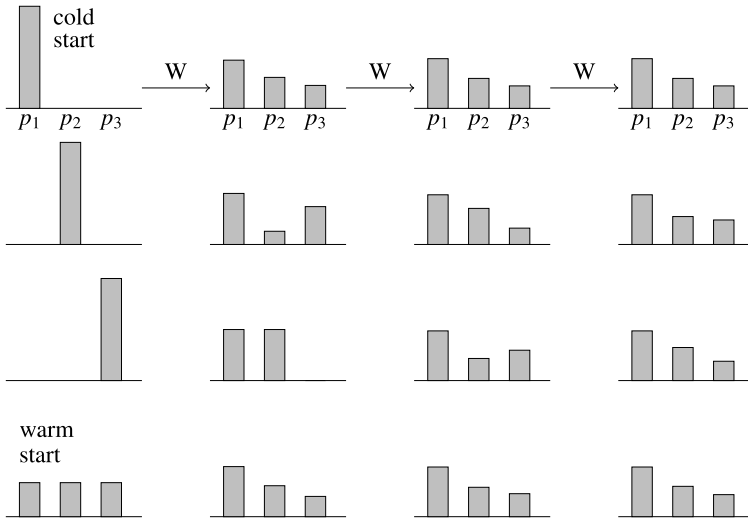 cold
start
W
W
W
p₁ p₂ p₃
p₁ p₂ p₃
p₁ p₂ p₃
p₁ p₂ p₃
warm
start